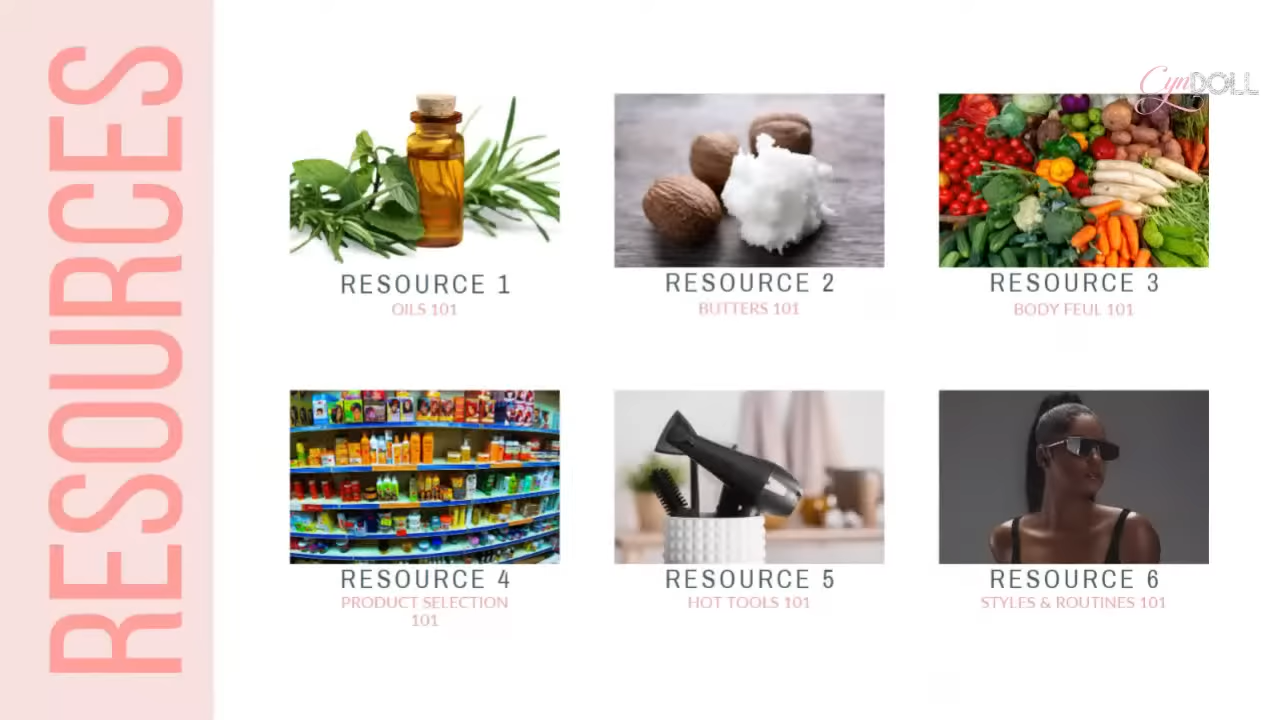 RESOURCES
CynDOLL
RESOURCE 1
OILS 101
RESOURCE 2
BUTTERS 101
RESOURCE 3
BODY FEUL 101
RESOURCE 4
PRODUCT SELECTION
101
RESOURCE 5
HOT TOOLS 101
RESOURCE 6
STYLES & ROUTINES 101